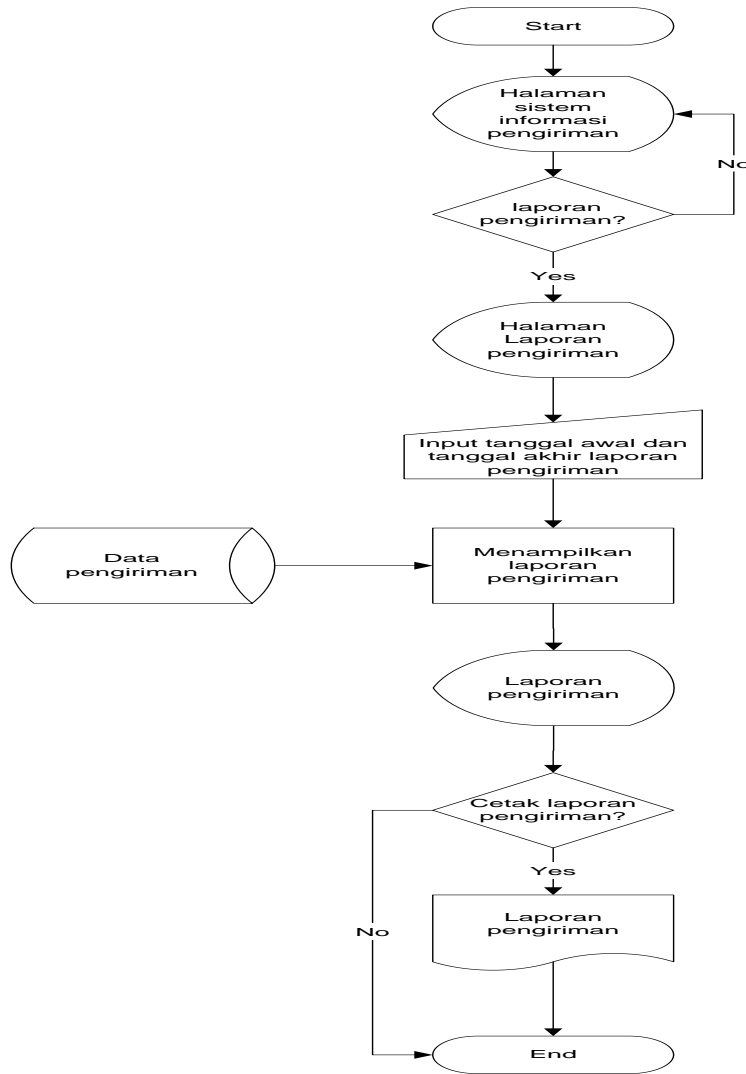 Start
Halaman
sistem
informasi
pengiriman
No
laporan
pengiriman?
Yes
Halaman
Laporan
pengiriman
Input tanggal awal dan
tanggal akhir laporan
pengiriman
Data
pengiriman
Menampilkan
laporan
pengiriman
Laporan
pengiriman
Cetak laporan
pengiriman?
Yes
Laporan
pengiriman
No
End